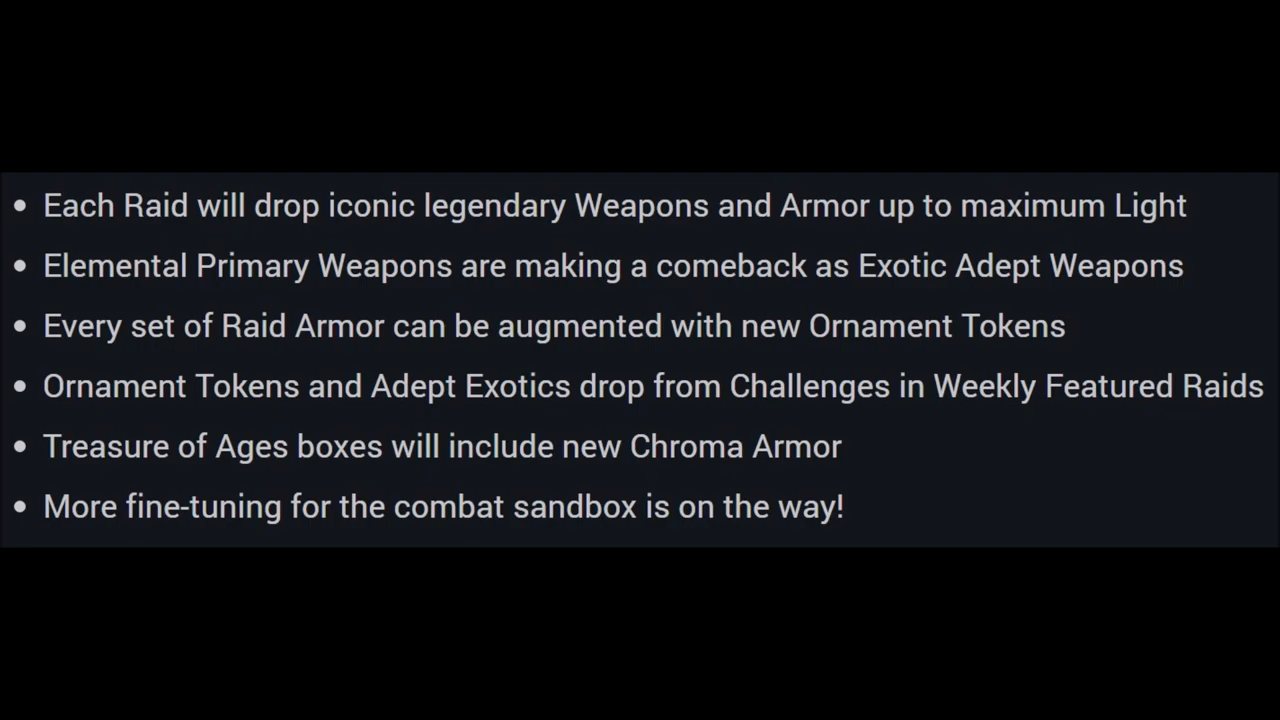 • Each Raid will drop iconic legendary Weapons and Armor up to maximum Light
• Elemental Primary Weapons are making a comeback as Exotic Adept Weapons
• Every set of Raid Armor can be augmented with new Ornament Tokens
• Ornament Tokens and Adept Exotics drop from Challenges in Weekly Featured Raids
• Treasure of Ages boxes will include new Chroma Armor
• More fine-tuning for the combat sandbox is on the way!